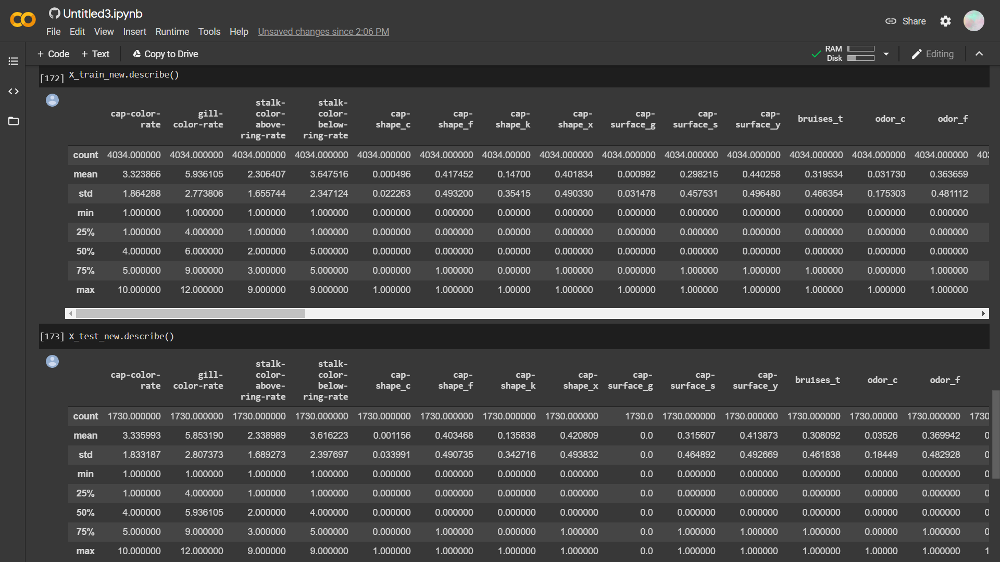 Untitled3.ipynb
File Edit View Insert Runtime Tools Help Unsaved changes since 2:06 PM
Share
+ Code + Text Copy to Drive
RAM
Disk
Editing
[172] X_train_new.describe()
cap-color-rate gill-color-rate stalk-color-above-ring-rate stalk-color-below-ring-rate cap-shape_c cap-shape_f cap-shape_k cap-shape_x cap-surface_g cap-surface_s cap-surface_y bruises_t odor_c odor_f
count 4034.000000 4034.000000 4034.000000 4034.000000 4034.000000 4034.000000 4034.00000 4034.000000 4034.000000 4034.000000 4034.000000 4034.000000 4034.000000 4034.000000 403
mean 3.323866 5.936105 2.306407 3.647516 0.000496 0.417452 0.14700 0.401834 0.000992 0.298215 0.440258 0.319534 0.031730 0.363659
std 1.864288 2.773806 1.655744 2.347124 0.022263 0.493200 0.35415 0.490330 0.031478 0.457531 0.496480 0.466354 0.175303 0.481112
min 1.000000 1.000000 1.000000 1.000000 0.000000 0.000000 0.00000 0.000000 0.000000 0.000000 0.000000 0.000000 0.000000 0.000000
25% 1.000000 4.000000 1.000000 1.000000 0.000000 0.000000 0.00000 0.000000 0.000000 0.000000 0.000000 0.000000 0.000000 0.000000
50% 4.000000 6.000000 2.000000 5.000000 0.000000 0.000000 0.00000 0.000000 0.000000 0.000000 0.000000 0.000000 0.000000 0.000000
75% 5.000000 9.000000 3.000000 5.000000 0.000000 1.000000 0.00000 1.000000 0.000000 1.000000 1.000000 1.000000 0.000000 1.000000
max 10.000000 12.000000 9.000000 9.000000 1.000000 1.000000 1.00000 1.000000 1.000000 1.000000 1.000000 1.000000 1.000000 1.000000
[173] X_test_new.describe()
cap-color-rate gill-color-rate stalk-color-above-ring-rate stalk-color-below-ring-rate cap-shape_c cap-shape_f cap-shape_k cap-shape_x cap-surface_g cap-surface_s cap-surface_y bruises_t odor_c odor_f
count 1730.000000 1730.000000 1730.000000 1730.000000 1730.000000 1730.000000 1730.000000 1730.000000 1730.0 1730.000000 1730.000000 1730.000000 1730.00000 1730.000000 1730
mean 3.335993 5.853190 2.338989 3.616223 0.001156 0.403468 0.135838 0.420809 0.0 0.315607 0.413873 0.308092 0.03526 0.369942 0
std 1.833187 2.807373 1.689273 2.397697 0.033991 0.490735 0.342716 0.493832 0.0 0.464892 0.492669 0.461838 0.18449 0.482928 0
min 1.000000 1.000000 1.000000 1.000000 0.000000 0.000000 0.000000 0.000000 0.0 0.000000 0.000000 0.000000 0.00000 0.000000 0
25% 1.000000 4.000000 1.000000 1.000000 0.000000 0.000000 0.000000 0.000000 0.0 0.000000 0.000000 0.000000 0.00000 0.000000 0
50% 4.000000 5.936105 2.000000 4.000000 0.000000 0.000000 0.000000 0.000000 0.0 0.000000 0.000000 0.000000 0.00000 0.000000 0
75% 5.000000 9.000000 3.000000 5.000000 0.000000 1.000000 0.000000 1.000000 0.0 1.000000 1.000000 1.000000 0.00000 1.000000 0
max 10.000000 12.000000 9.000000 9.000000 1.000000 1.000000 1.000000 1.000000 0.0 1.000000 1.000000 1.000000 1.00000 1.000000 1